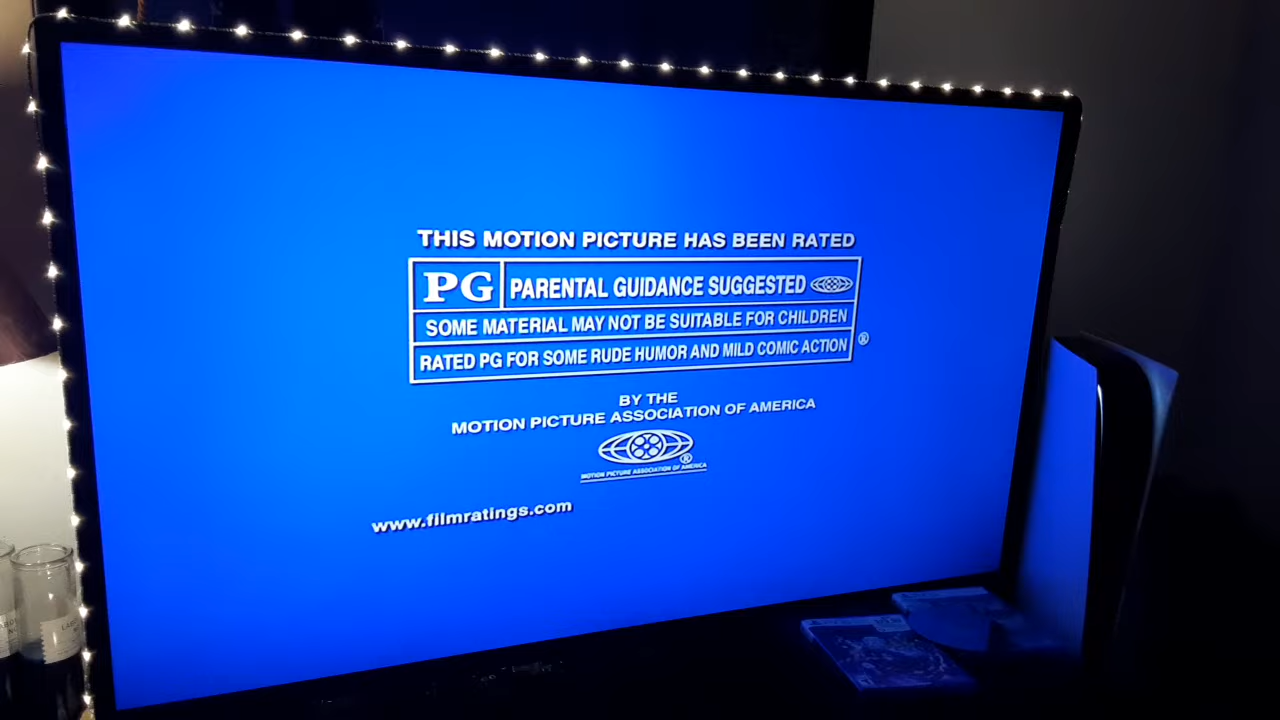 THIS MOTION PICTURE HAS BEEN RATED
PG PARENTAL GUIDANCE SUGGESTED
SOME MATERIAL MAY NOT BE SUITABLE FOR CHILDREN
RATED PG FOR SOME RUDE HUMOR AND MILD COMIC ACTION ®
BY THE
MOTION PICTURE ASSOCIATION OF AMERICA
®
MOTION PICTURE ASSOCIATION OF AMERICA
www.filmratings.com